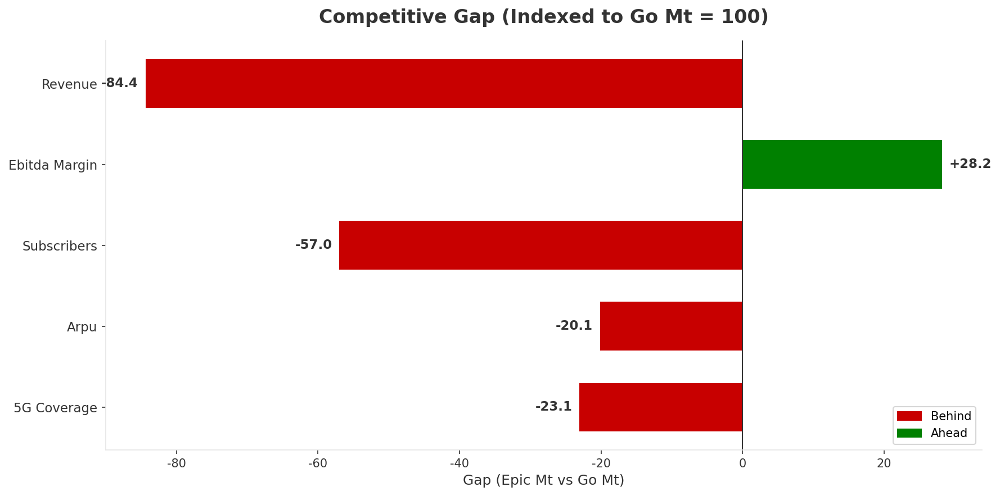 Competitive Gap (Indexed to Go Mt = 100)
Revenue
-84.4
Ebitda Margin
+28.2
Subscribers
-57.0
Arpu
-20.1
5G Coverage
-23.1
Behind
Ahead
-80 -60 -40 -20 0 20
Gap (Epic Mt vs Go Mt)